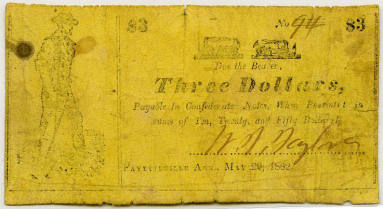 $3 No 94 $3
Due the Bearer,
Three Dollars,
Payable in Confederate Notes, When Presented in
sums of Ten, Twenty, and Fifty Dollars.
Fayetteville Ark., May 20, 1862